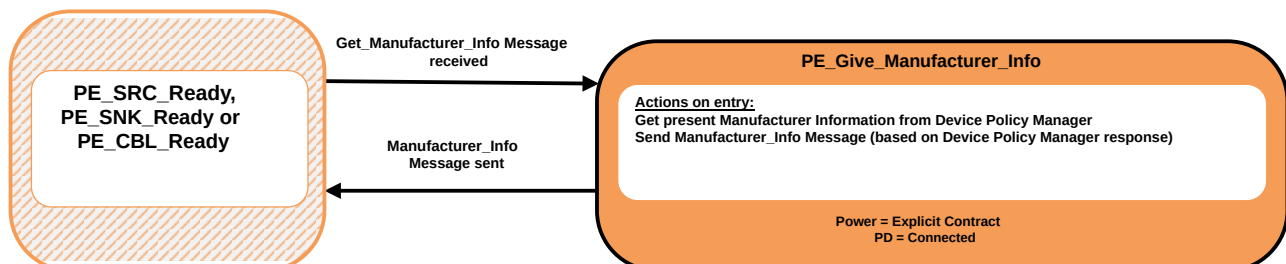 Get_Manufacturer_Info Message
received
PE_SRC_Ready,
PE_SNK_Ready or
PE_CBL_Ready
Manufacturer_Info
Message sent
PE_Give_Manufacturer_Info
Actions on entry:
Get present Manufacturer Information from Device Policy Manager
Send Manufacturer_Info Message (based on Device Policy Manager response)
Power = Explicit Contract
PD = Connected